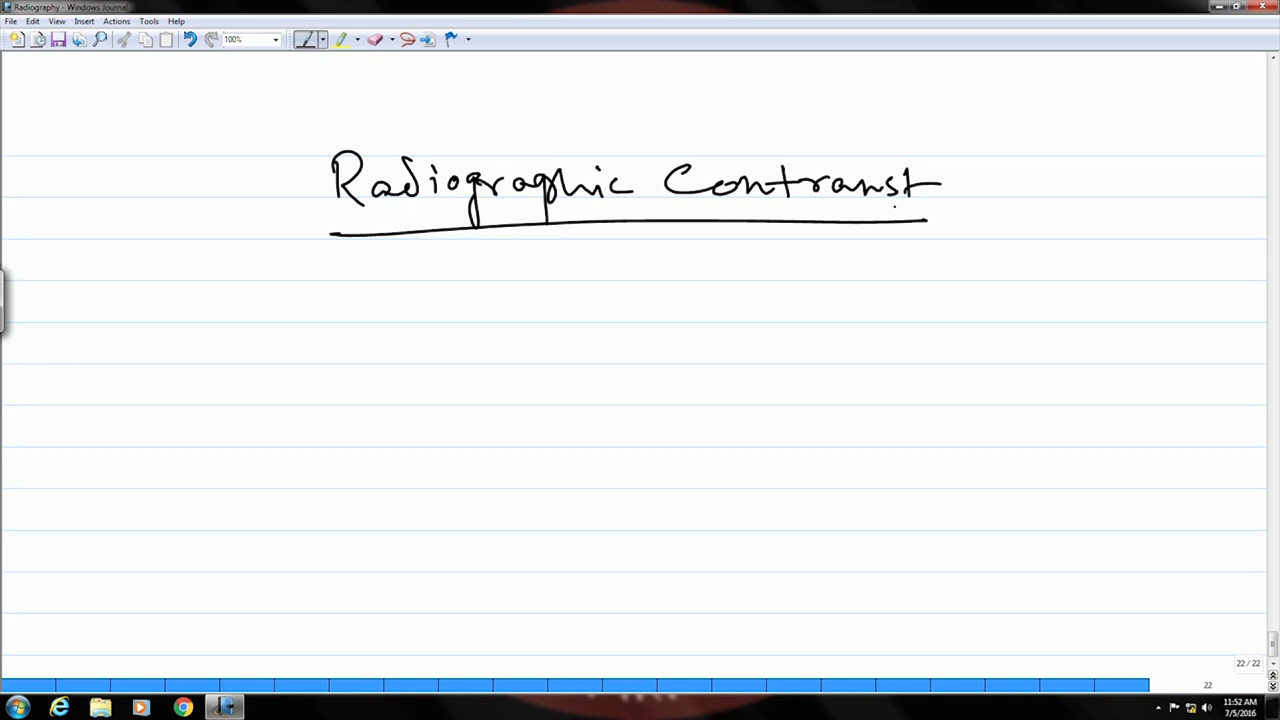 Radiography - Windows Journal
File Edit View Insert Actions Tools Help
100%
Radiographic Contranst
22 / 22
22
11:52 AM
7/5/2016